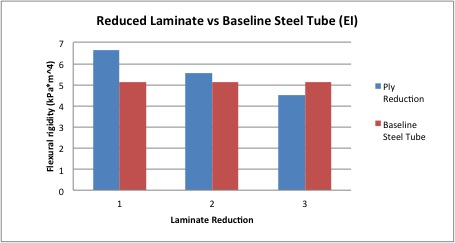 Reduced Laminate vs Baseline Steel Tube (EI)
Flexural rigidity (kPa*m^4)
7
6
5
4
3
2
1
0
1 2 3
Laminate Reduction
Ply
Reduction
Baseline
Steel Tube